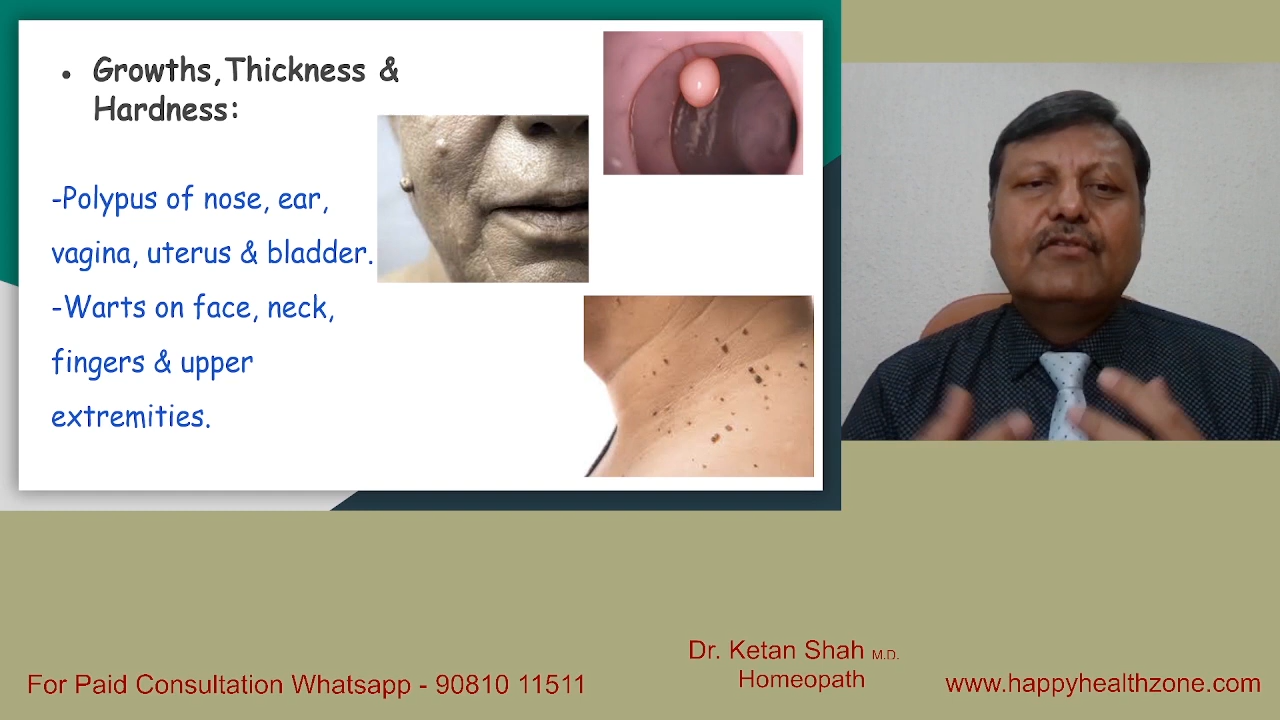 • Growths,Thickness &
Hardness:
-Polypus of nose, ear,
vagina, uterus & bladder.
-Warts on face, neck,
fingers & upper
extremities.
Dr. Ketan Shah M.D.
Homeopath
For Paid Consultation Whatsapp - 90810 11511
www.happyhealthzone.com